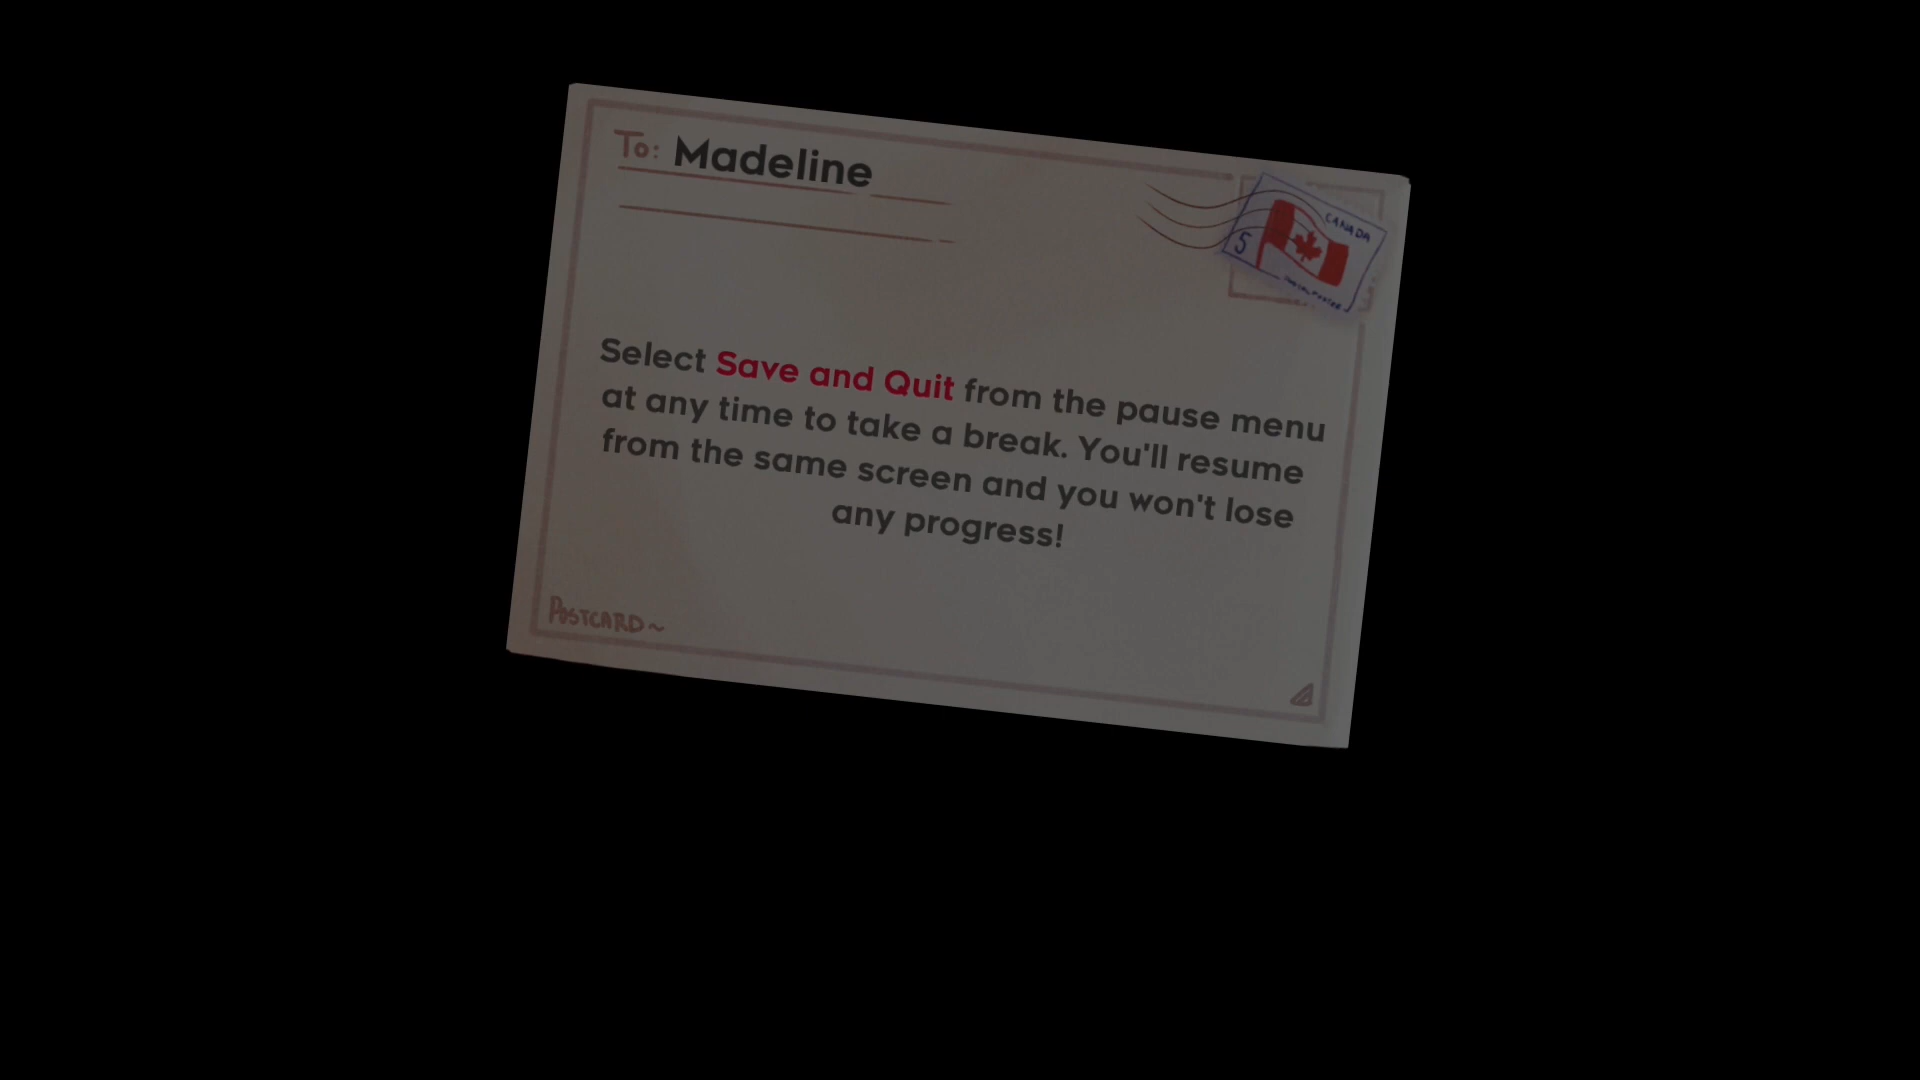 To: Madeline
CANADA
5
Select Save and Quit from the pause menu
at any time to take a break. You'll resume
from the same screen and you won't lose
any progress!
POSTCARD~